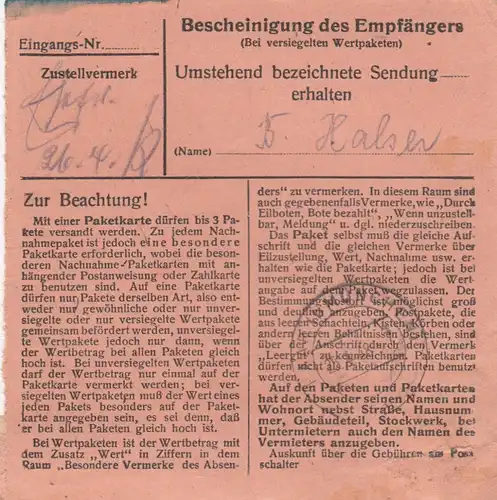 Eingangs-Nr.
Zustellvermerk
26. 4.
Bescheinigung des Empfängers
(Bei versiegelten Wertpaketen)
Umstehend bezeichnete Sendung
erhalten
(Name)
Zur Beachtung!
Mit einer Paketkarte dürfen bis 3 Pa-
kete versandt werden. Zu jedem Nach-
nahmepaket ist jedoch eine besondere
Paketkarte erforderlich, wobei die beson-
deren Nachnahme-Paketkarten mit an-
hängender Postanweisung oder Zahlkarte
zu benutzen sind. Auf eine Paketkarte
dürfen nur Pakete derselben Art, also ent-
weder nur gewöhnliche oder nur unver-
siegelte oder nur versiegelte Wertpakete
gemeinsam befördert werden, unversiegel-
te Wertpakete jedoch nur dann, wenn
der Wertbetrag bei allen Paketen gleich
hoch ist. Bei unversiegelten Wertpaketen
darf der Wertbetrag nur einmal auf der
Paketkarte vermerkt werden; bei ver-
siegelten Wertpaketen muß der Wert eines
jeden Pakets besonders auf der Paket-
karte angegeben sein, es sei denn, daß
er bei allen Paketen gleich hoch ist.
Bei Wertpaketen ist der Wertbetrag mit
dem Zusatz „Wert" in Ziffern in dem
Raum „Besondere Vermerke des Absen-
ders" zu vermerken. In diesem Raum sind
auch gegebenenfalls Vermerke, wie „Durch
Eilboten, Bote bezahlt", „Wenn unzustell-
bar, Meldung" u. dgl. niederzuschreiben.
Das Paket selbst muß die gleiche Auf-
schrift und die gleichen Vermerke über
Eilzustellung, Wert, Nachnahme usw. er-
halten wie die Paketkarte; jedoch ist bei
unversiegelten Wertpaketen die Wert-
angabe auf dem Paket wegzulassen. Der
Bestimmungsort ist möglichst groß
und deutlich anzugeben. Postpakete, die
aus leeren Schachteln, Kisten, Körben oder
andern leeren Behältnissen bestehen, sind
über der Anschrift durch den Vermerk
„Leergut" zu kennzeichnen. Paketkarten
dürfen nicht als Paketaufschriften benutzt
werden.
Auf den Paketen und Paketkarten
hat der Absender seinen Namen und
Wohnort nebst Straße, Hausnum-
mer, Gebäudeteil, Stockwerk, bei
Untermietern auch den Namen des
Vermieters anzugeben.
Auskunft über die Gebühren am Post-
schalter